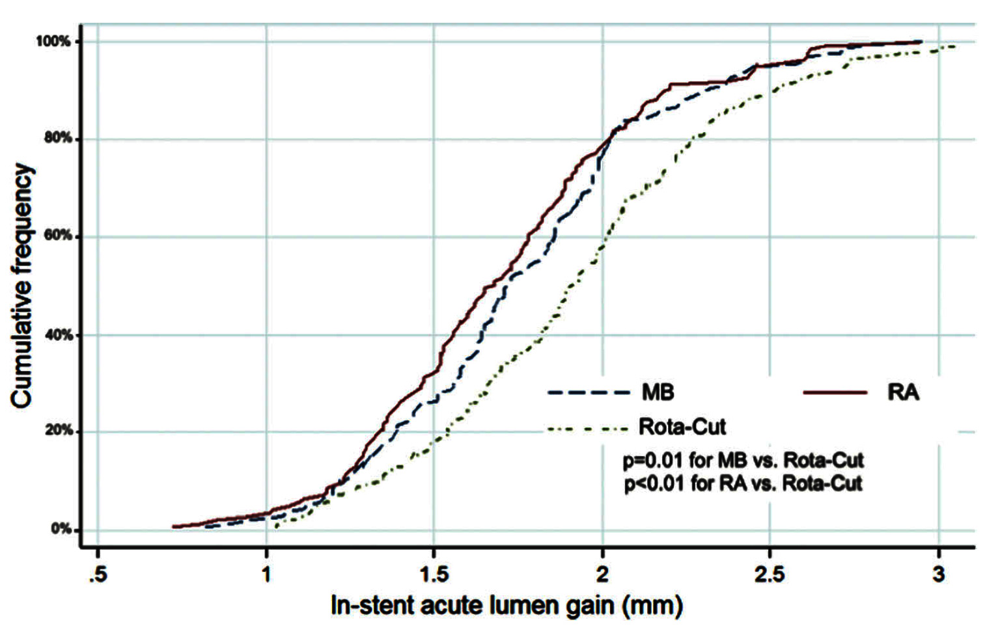 100%
80%
60%
40%
20%
0%
Cumulative frequency
MB
RA
Rota-Cut
p=0.01 for MB vs. Rota-Cut
p<0.01 for RA vs. Rota-Cut
.5 1 1.5 2 2.5 3
In-stent acute lumen gain (mm)